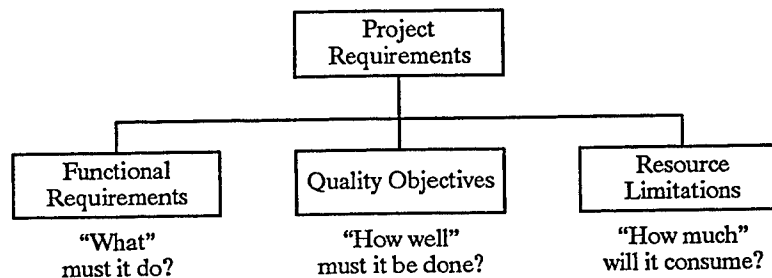 Project
Requirements
Functional
Requirements
Quality Objectives
Resource
Limitations
“What”
must it do?
“How well”
must it be done?
“How much”
will it consume?